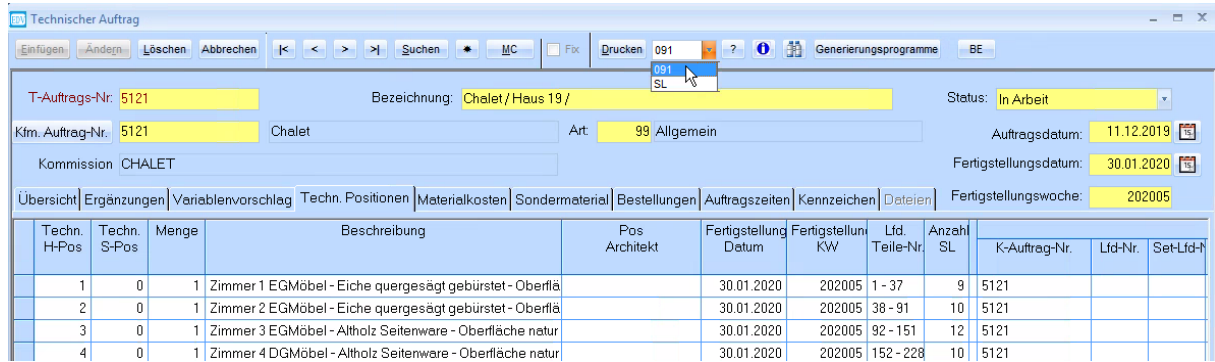 EPA Technischer Auftrag
Einfügen Ändern Löschen Abbrechen |< < > >| Suchen * MC Fix Drucken 091 ? Generierungsprogramme BE
091
SL
T-Auftrags-Nr: 5121 Bezeichnung: Chalet / Haus 19 / Status: In Arbeit
Kfm. Auftrag-Nr. 5121 Chalet Art: 99 Allgemein Auftragsdatum: 11.12.2019
Kommission CHALET Fertigstellungsdatum: 30.01.2020
Übersicht Ergänzungen Variablenvorschlag Techn. Positionen Materialkosten Sondermaterial Bestellungen Auftragszeiten Kennzeichen Dateien Fertigstellungswoche: 202005
Techn. Techn. Menge Beschreibung Pos Fertigstellung Fertigstellun Lfd. Anzahl
H-Pos S-Pos Architekt Datum KW Teile-Nr. SL K-Auftrag-Nr. Lfd-Nr. Set-Lfd-N
1 0 1 Zimmer 1 EGMöbel - Eiche quergesägt gebürstet - Oberflä 30.01.2020 202005 1 - 37 9 5121
2 0 1 Zimmer 2 EGMöbel - Eiche quergesägt gebürstet - Oberflä 30.01.2020 202005 38 - 91 10 5121
3 0 1 Zimmer 3 EGMöbel - Altholz Seitenware - Oberfläche natur 30.01.2020 202005 92 - 151 12 5121
4 0 1 Zimmer 4 DGMöbel - Altholz Seitenware - Oberfläche natur 30.01.2020 202005 152 - 228 10 5121